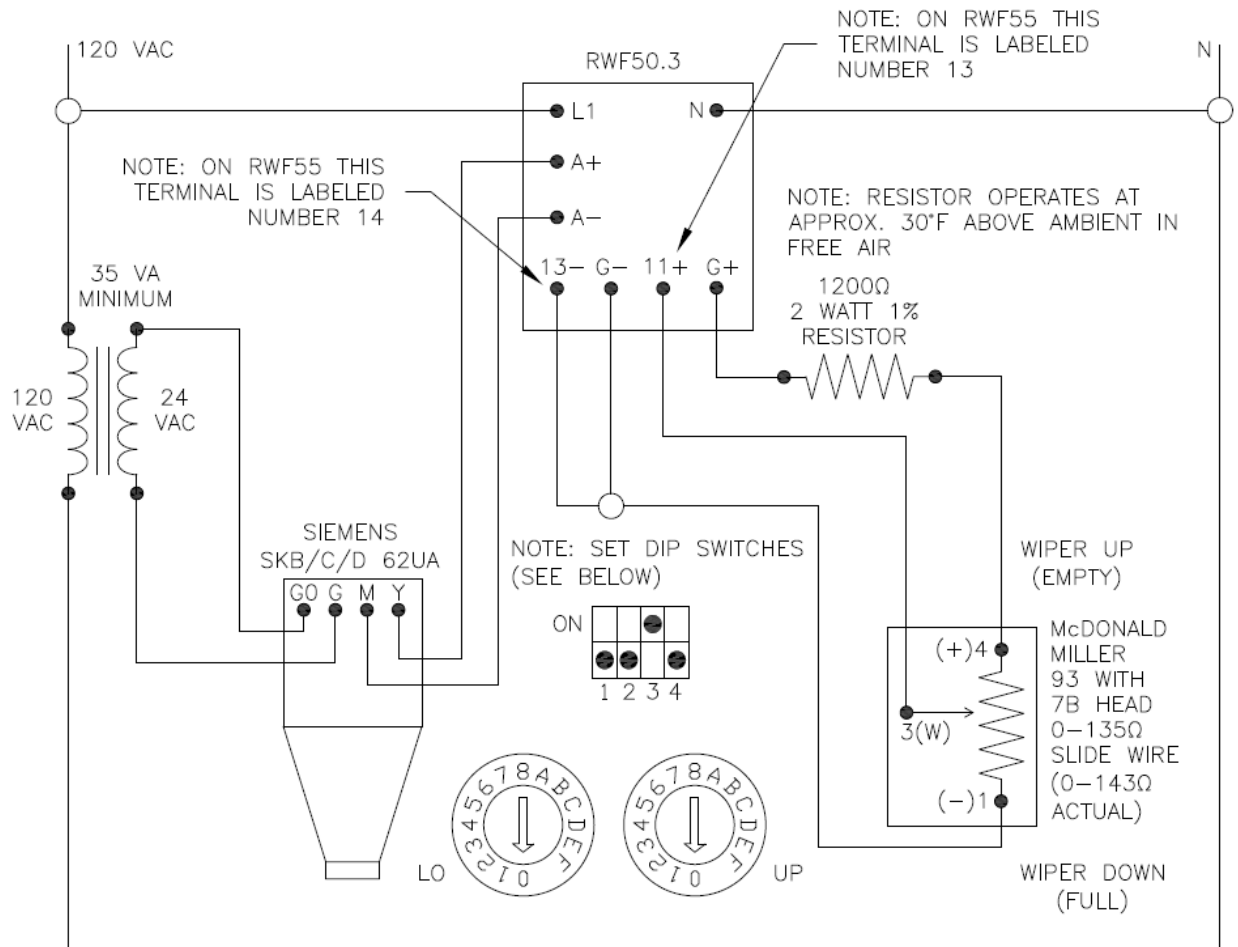 120 VAC
NOTE: ON RWF55 THIS
TERMINAL IS LABELED
NUMBER 13
N
RWF50.3
L1
N
A+
A-
NOTE: ON RWF55 THIS
TERMINAL IS LABELED
NUMBER 14
13- G- 11+ G+
NOTE: RESISTOR OPERATES AT
APPROX. 30°F ABOVE AMBIENT IN
FREE AIR
1200Ω
2 WATT 1%
RESISTOR
35 VA
MINIMUM
120
VAC
24
VAC
SIEMENS
SKB/C/D 62UA
G0 G M Y
NOTE: SET DIP SWITCHES
(SEE BELOW)
ON
1 2 3 4
WIPER UP
(EMPTY)
(+)4
3(W)
(-)1
McDONALD
MILLER
93 WITH
7B HEAD
0-135Ω
SLIDE WIRE
(0-143Ω
ACTUAL)
WIPER DOWN
(FULL)
LO
012345678ABCDEF
012345678ABCDEF
UP